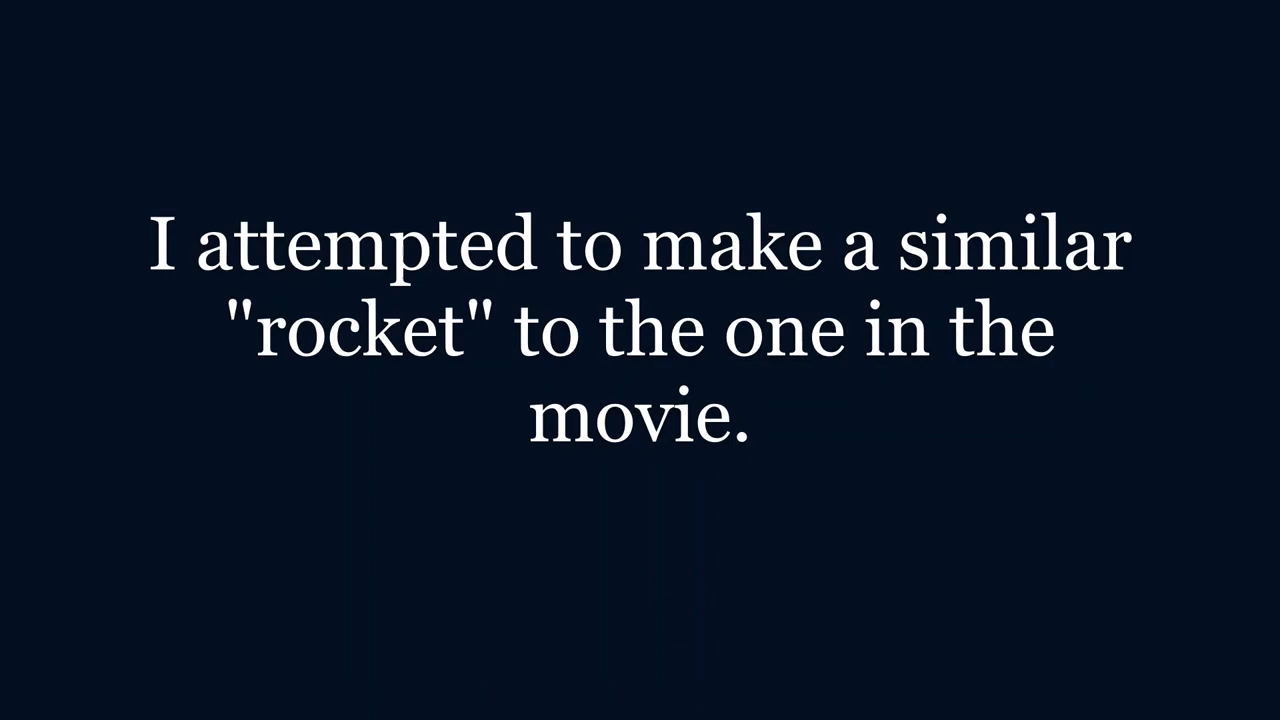 I attempted to make a similar
"rocket" to the one in the
movie.